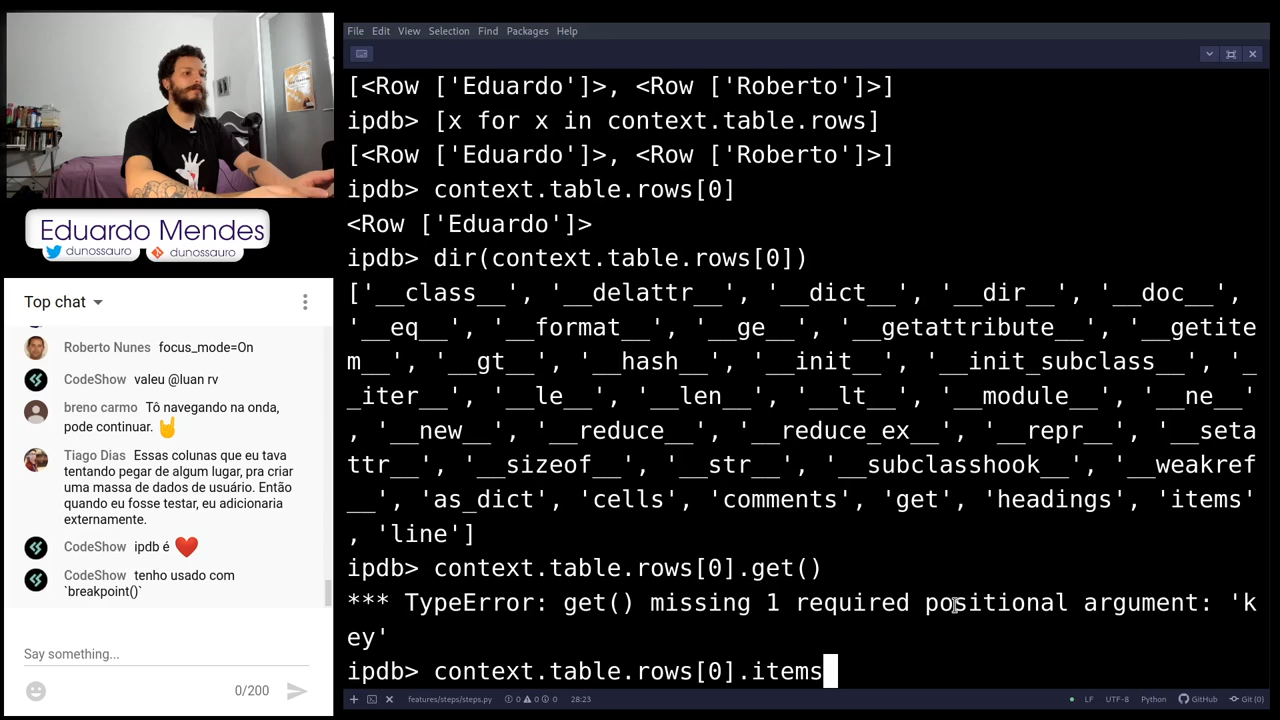 File Edit View Selection Find Packages Help
[<Row ['Eduardo']>, <Row ['Roberto']>]
ipdb> [x for x in context.table.rows]
[<Row ['Eduardo']>, <Row ['Roberto']>]
ipdb> context.table.rows[0]
<Row ['Eduardo']>
ipdb> dir(context.table.rows[0])
['__class__', '__delattr__', '__dict__', '__dir__', '__doc__',
'__eq__', '__format__', '__ge__', '__getattribute__', '__getite
m__', '__gt__', '__hash__', '__init__', '__init_subclass__', '_
_iter__', '__le__', '__len__', '__lt__', '__module__', '__ne__'
, '__new__', '__reduce__', '__reduce_ex__', '__repr__', '__seta
ttr__', '__sizeof__', '__str__', '__subclasshook__', '__weakref
__', 'as_dict', 'cells', 'comments', 'get', 'headings', 'items'
, 'line']
ipdb> context.table.rows[0].get()
*** TypeError: get() missing 1 required positional argument: 'k
ey'
ipdb> context.table.rows[0].items
features/steps/steps.py 0 0 0 28:23 LF UTF-8 Python GitHub Git (0)
Eduardo Mendes
dunossauro dunossauro
Top chat
Roberto Nunes focus_mode=On
CodeShow valeu @luan rv
breno carmo Tô navegando na onda,
pode continuar. 🤘
Tiago Dias Essas colunas que eu tava
tentando pegar de algum lugar, pra criar
uma massa de dados de usuário. Então
quando eu fosse testar, eu adicionaria
externamente.
CodeShow ipdb é ❤️
CodeShow tenho usado com
`breakpoint()`
Say something...
0/200